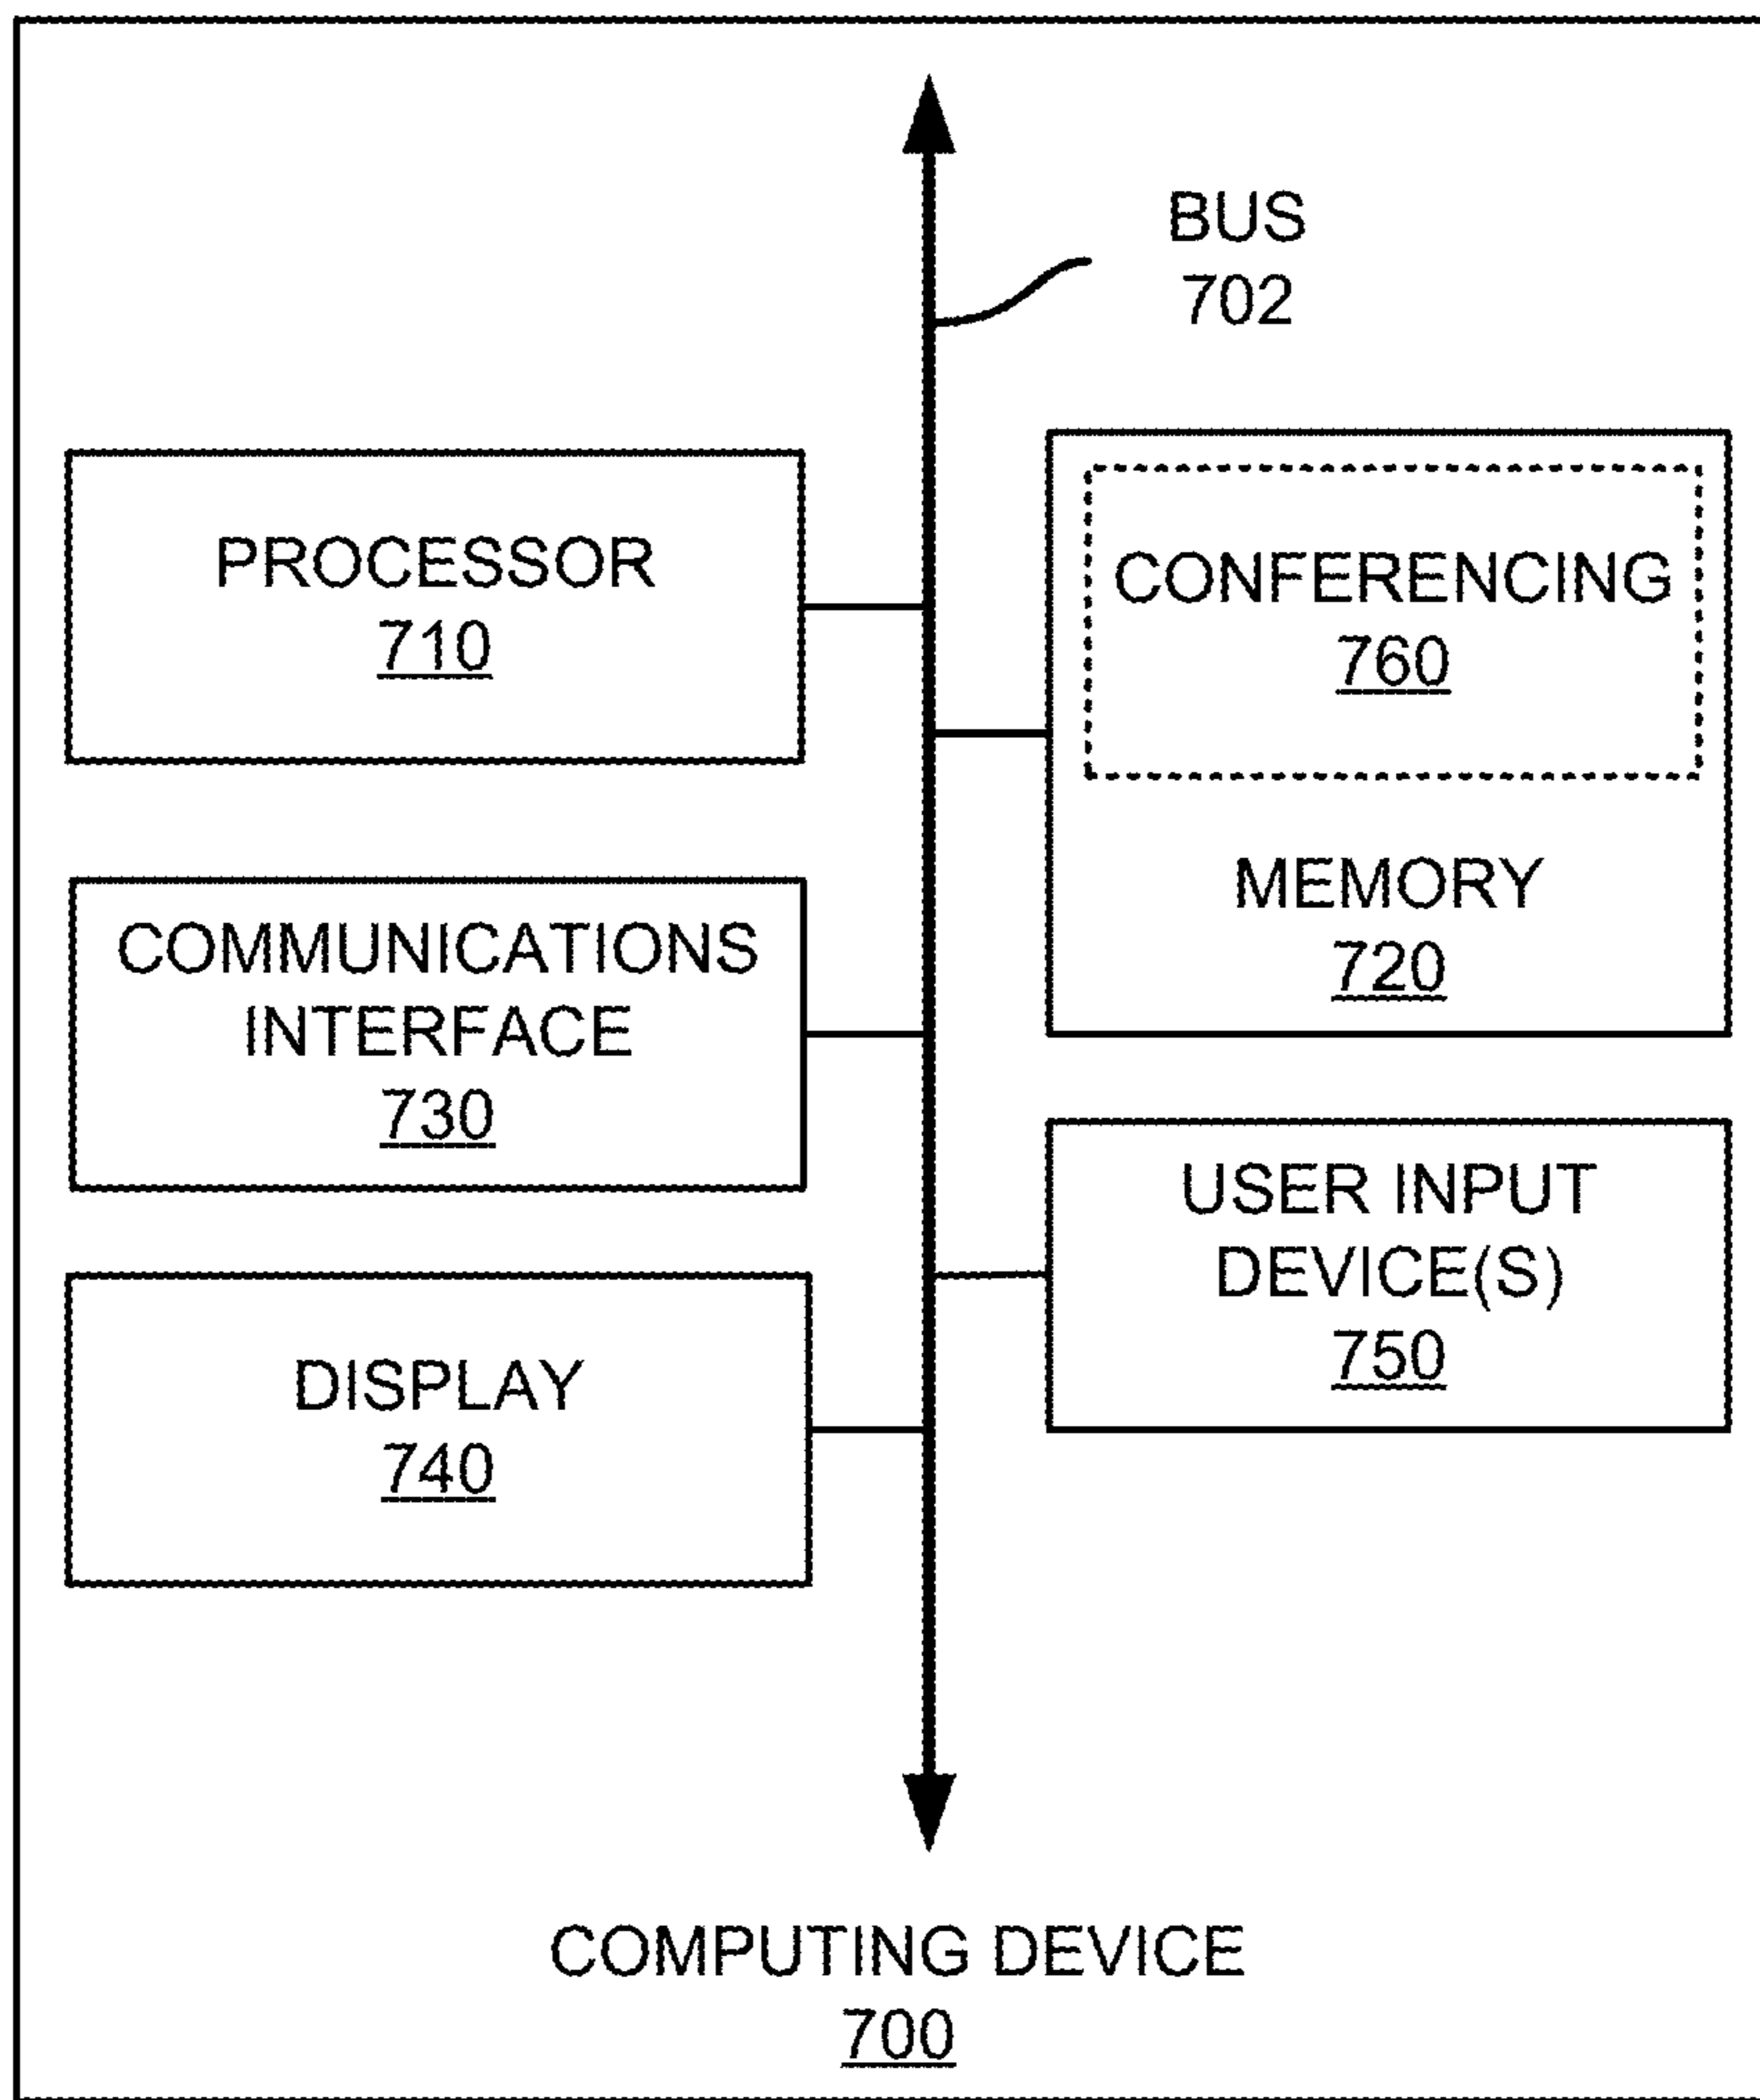 BUS
702
PROCESSOR
710
CONFERENCING
760
MEMORY
720
COMMUNICATIONS
INTERFACE
730
USER INPUT
DEVICE(S)
750
DISPLAY
740
COMPUTING DEVICE
700